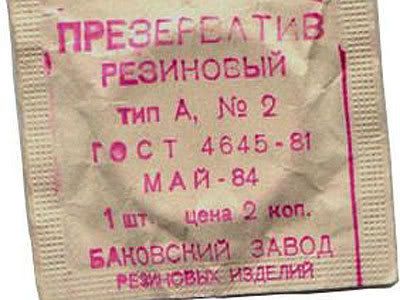 ПРЕЗЕРВАТИВ
РЕЗИНОВЫЙ
ТИП А, № 2
ГОСТ 4645-81
МАЙ-84
1 шт. цена 2 коп.
БАКОВСКИЙ ЗАВОД
РЕЗИНОВЫХ ИЗДЕЛИЙ